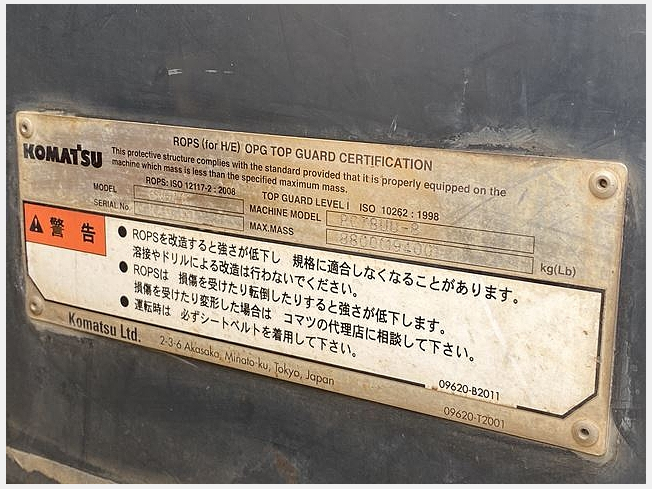 KOMATSU
ROPS (for H/E) OPG TOP GUARD CERTIFICATION
This protective structure complies with the standard provided that it is properly equipped on the
machine which mass is less than the specified maximum mass.
ROPS: ISO 12117-2 : 2008
TOP GUARD LEVEL I ISO 10262 : 1998
MODEL
SERIAL No.
MACHINE MODEL PC78UU-8
MAX.MASS 8800(19400) kg(Lb)
警告
● ROPSを改造すると強さが低下し 規格に適合しなくなることがあります。
溶接やドリルによる改造は行わないでください。
● ROPSは 損傷を受けたり転倒したりすると強さが低下します。
損傷を受けたり変形した場合は コマツの代理店に相談して下さい。
● 運転時は 必ずシートベルトを着用して下さい。
09620-B2011
Komatsu Ltd.
2-3-6 Akasaka, Minato-ku, Tokyo, Japan
09620-T2001